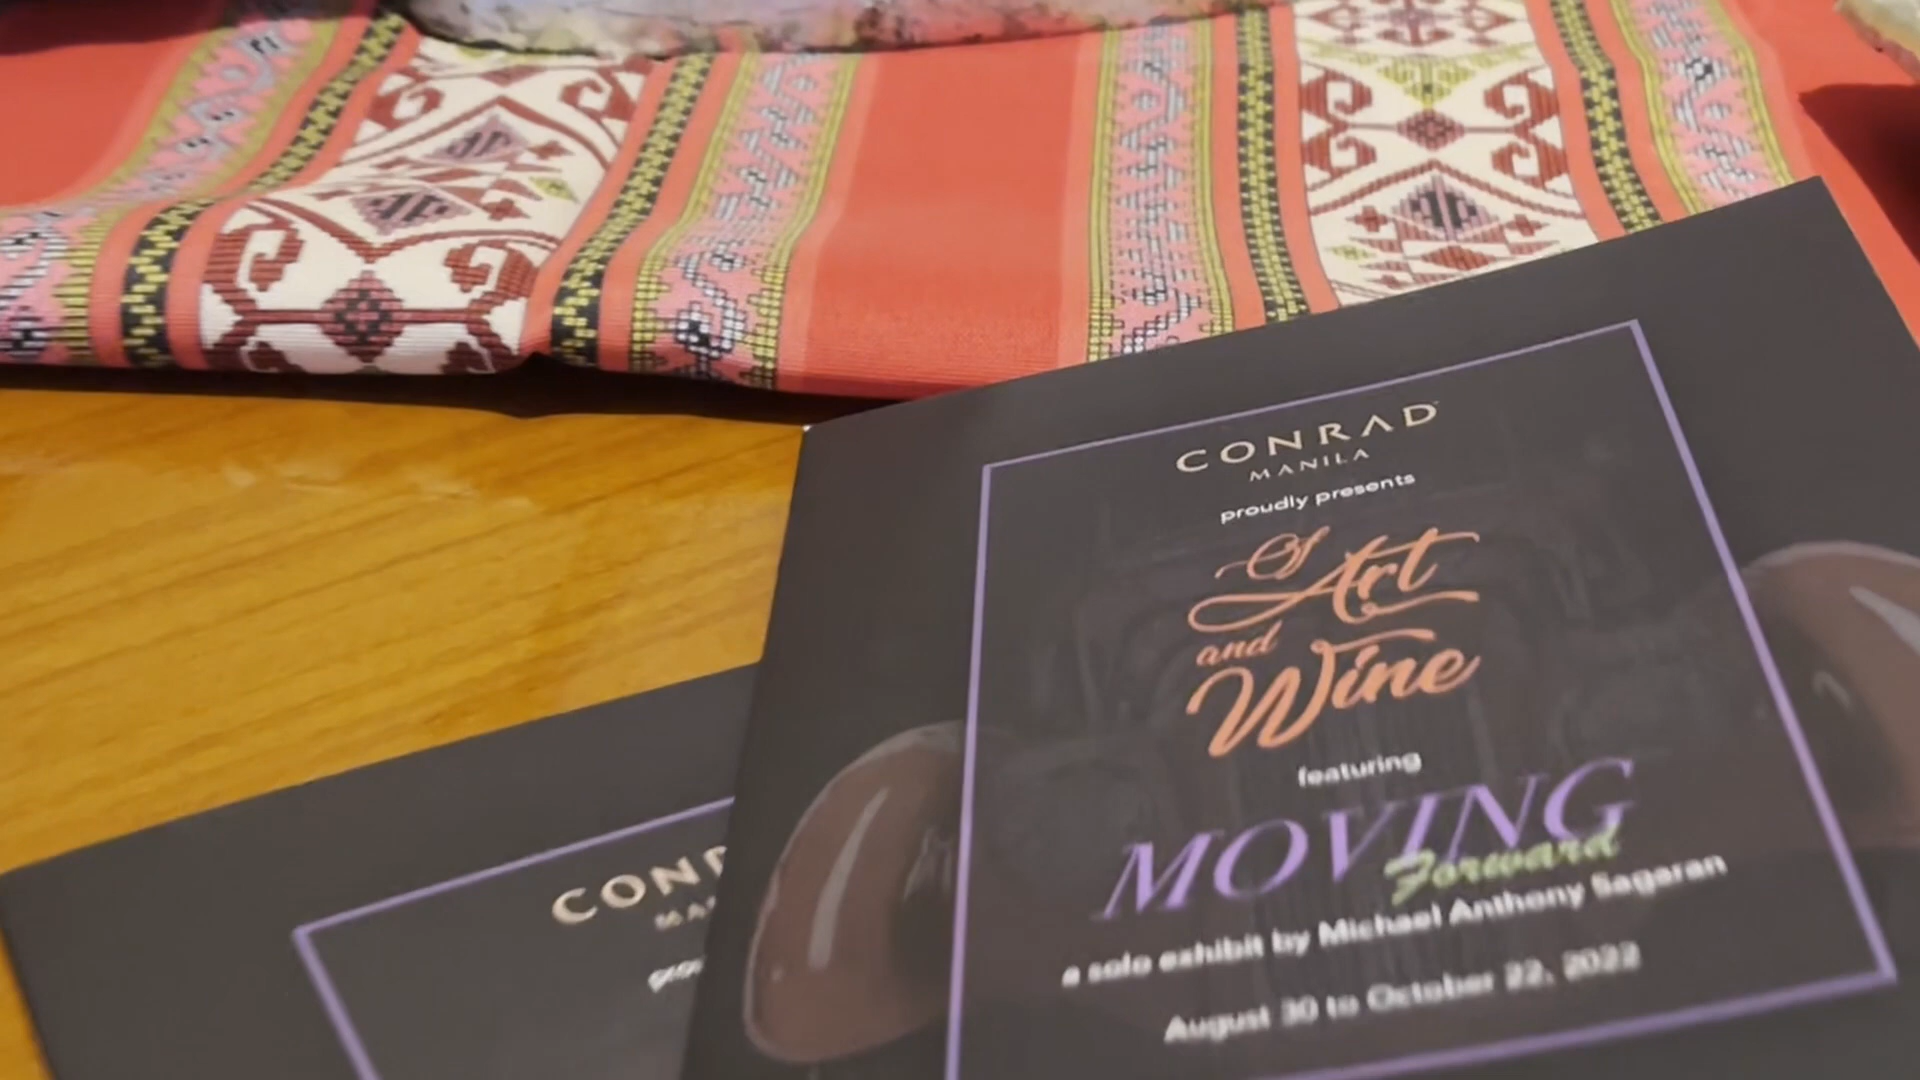 CONRAD
MANILA
proudly presents
Of Art
and
Wine
featuring
MOVING
Forward
a solo exhibit by Michael Anthony Sagaran
August 30 to October 22, 2022
CON